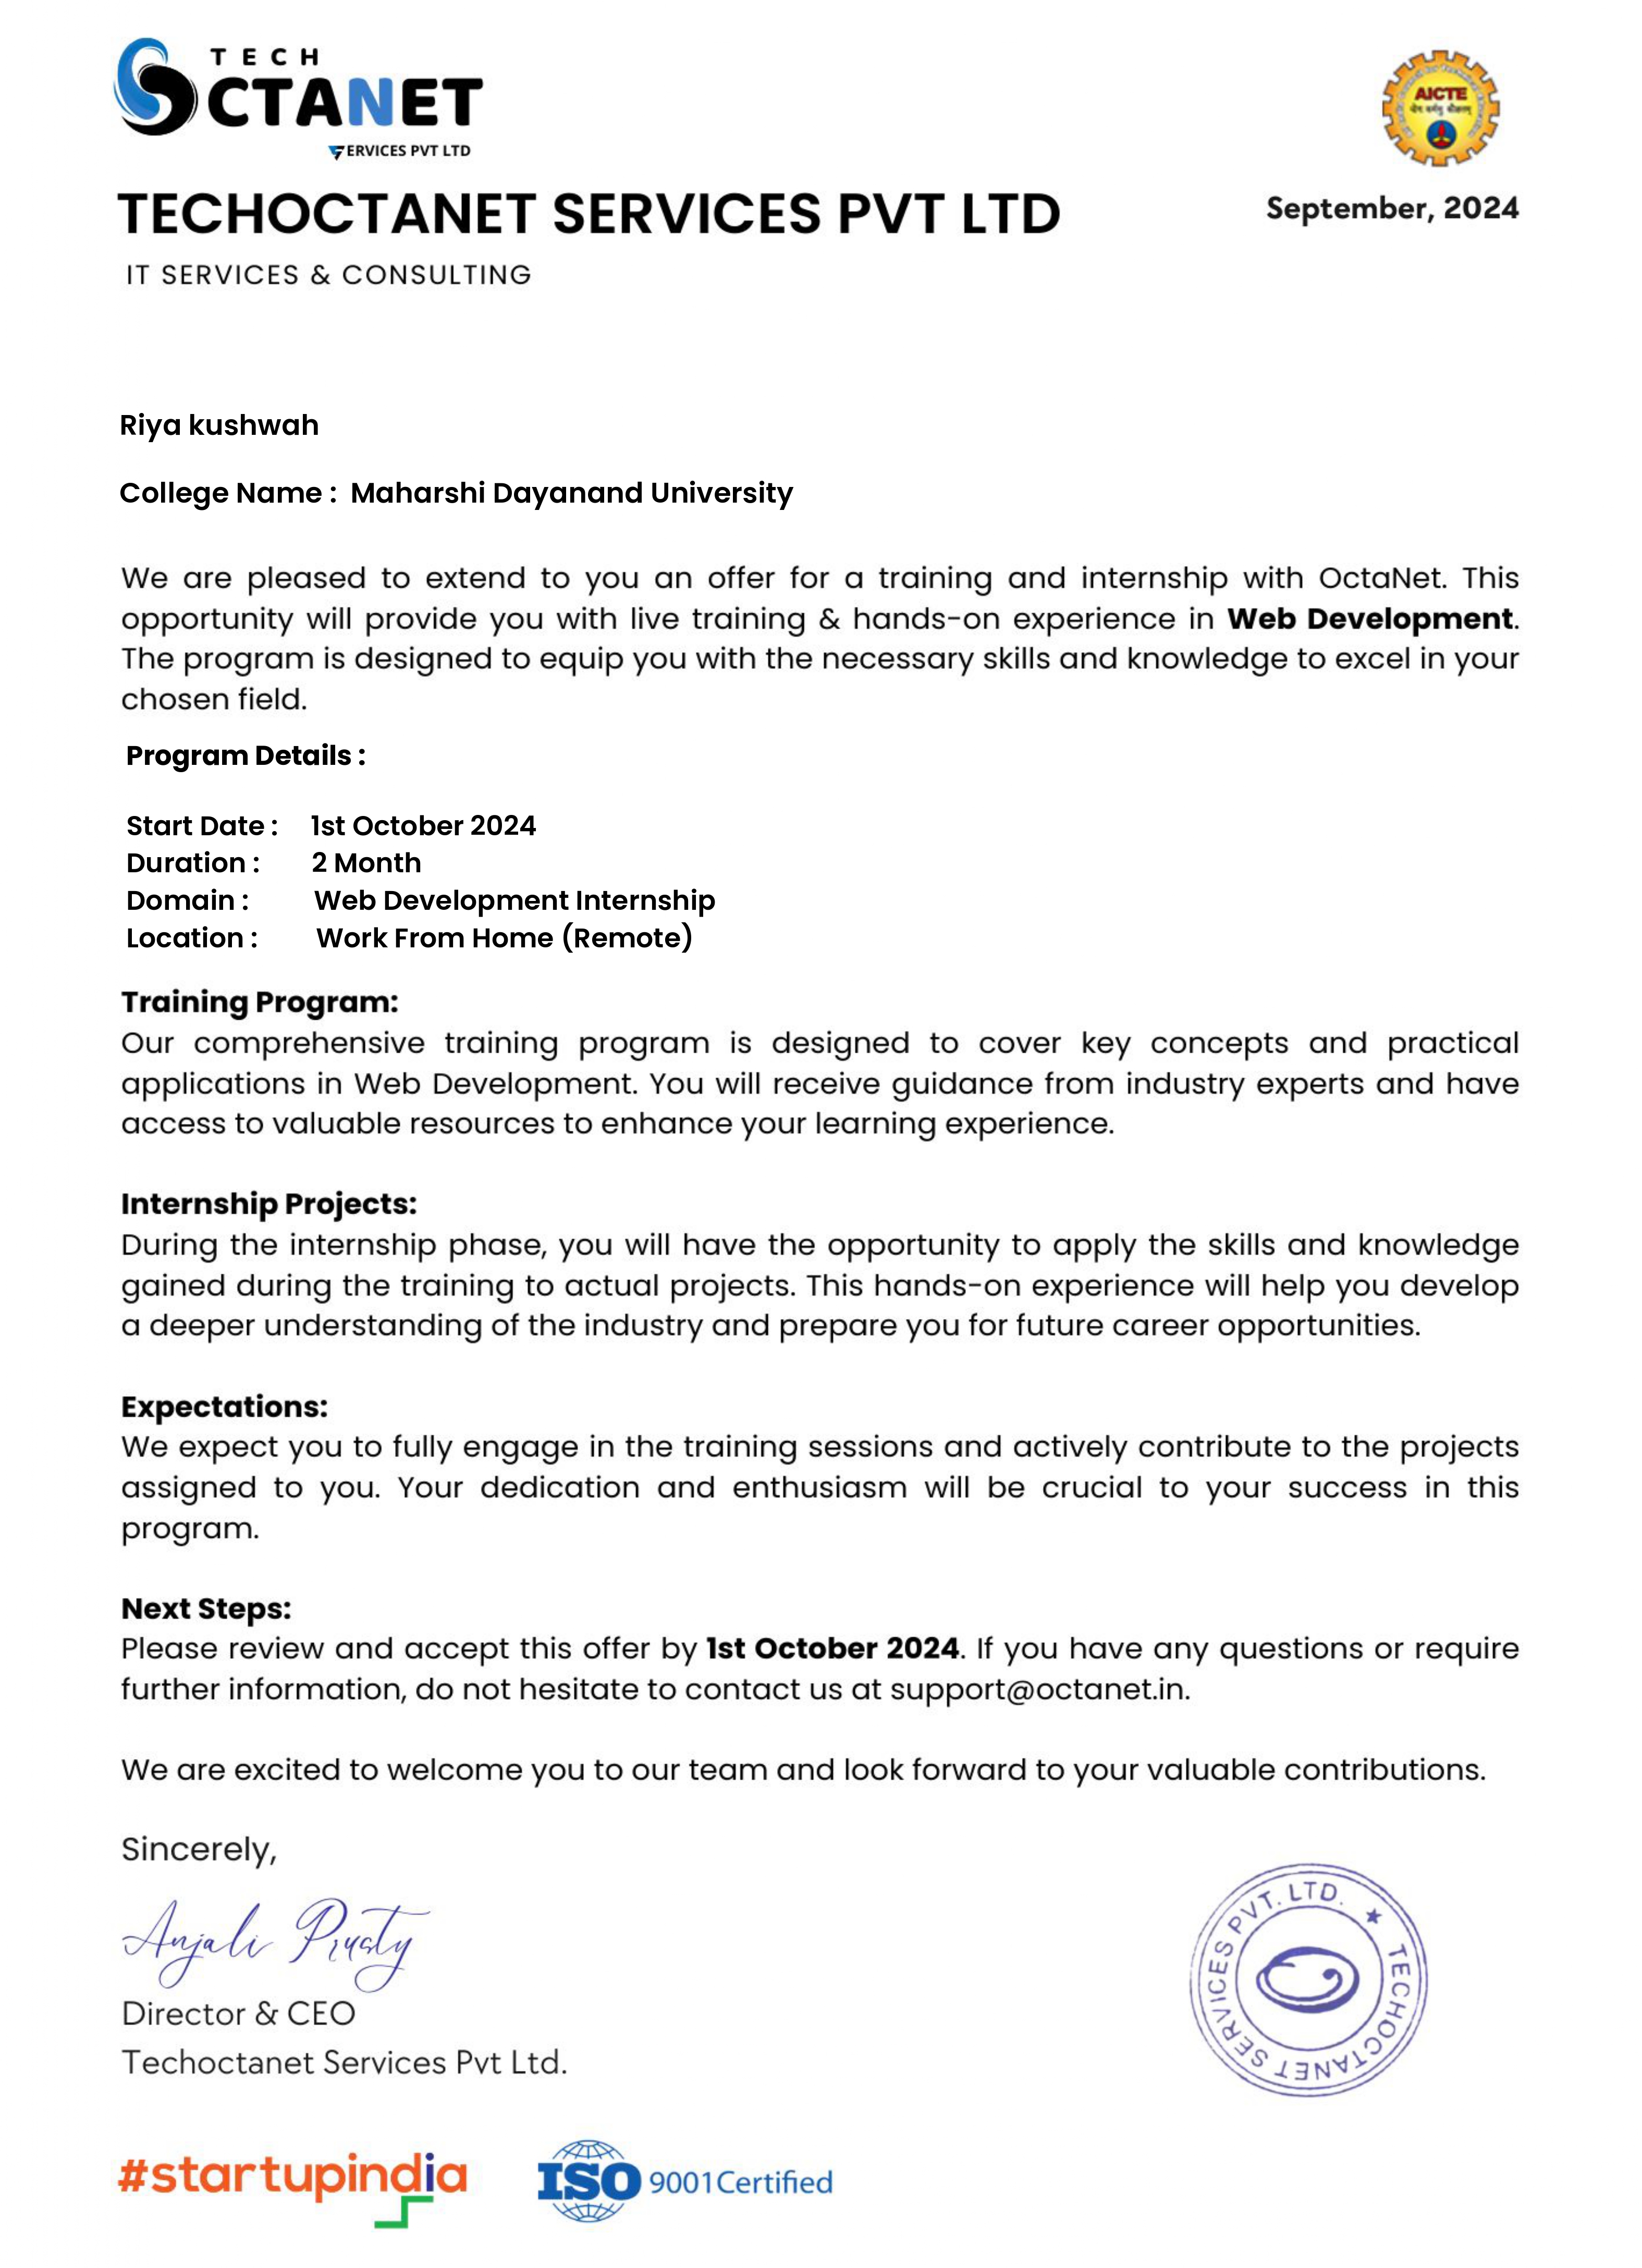 TECH
OCTANET
SERVICES PVT LTD
AICTE
TECHOCTANET SERVICES PVT LTD
September, 2024
IT SERVICES & CONSULTING
Riya kushwah
College Name : Maharshi Dayanand University
We are pleased to extend to you an offer for a training and internship with OctaNet. This
opportunity will provide you with live training & hands-on experience in Web Development.
The program is designed to equip you with the necessary skills and knowledge to excel in your
chosen field.
Program Details :
Start Date : 1st October 2024
Duration : 2 Month
Domain : Web Development Internship
Location : Work From Home (Remote)
Training Program:
Our comprehensive training program is designed to cover key concepts and practical
applications in Web Development. You will receive guidance from industry experts and have
access to valuable resources to enhance your learning experience.
Internship Projects:
During the internship phase, you will have the opportunity to apply the skills and knowledge
gained during the training to actual projects. This hands-on experience will help you develop
a deeper understanding of the industry and prepare you for future career opportunities.
Expectations:
We expect you to fully engage in the training sessions and actively contribute to the projects
assigned to you. Your dedication and enthusiasm will be crucial to your success in this
program.
Next Steps:
Please review and accept this offer by 1st October 2024. If you have any questions or require
further information, do not hesitate to contact us at support@octanet.in.
We are excited to welcome you to our team and look forward to your valuable contributions.
Sincerely,
Anjali Prusty
Director & CEO
Techoctanet Services Pvt Ltd.
TECHOCTANET SERVICES PVT. LTD. ★
#startupindia
ISO 9001 Certified